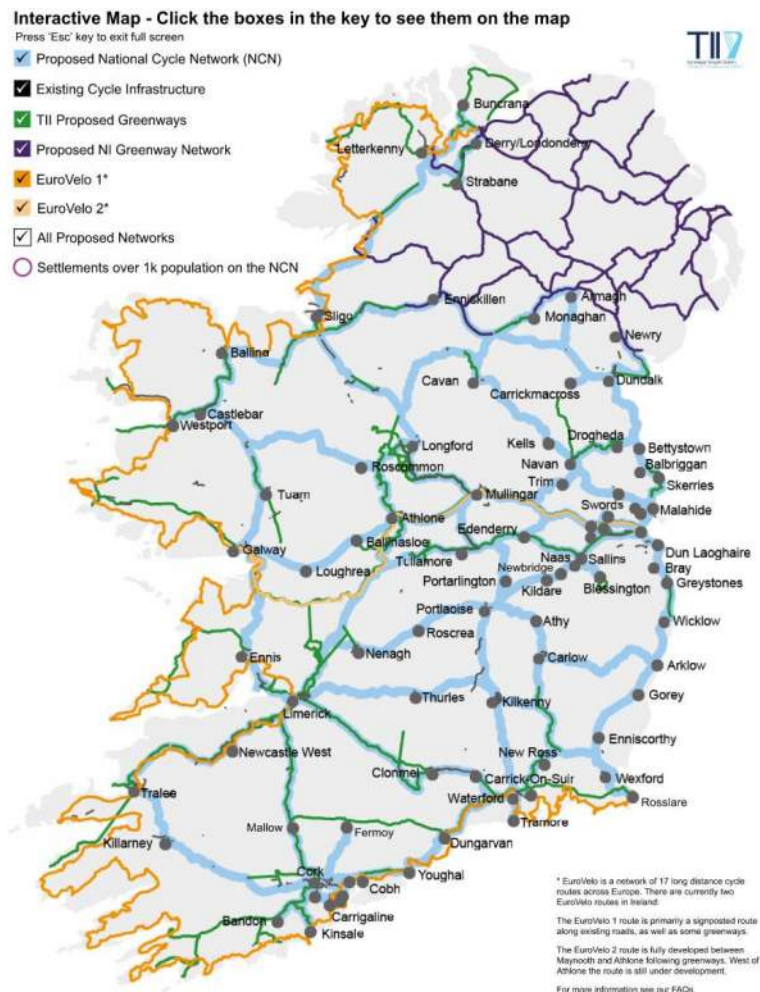 Interactive Map - Click the boxes in the key to see them on the map
Press 'Esc' key to exit full screen
Proposed National Cycle Network (NCN)
Existing Cycle Infrastructure
TII Proposed Greenways
Proposed NI Greenway Network
EuroVelo 1*
EuroVelo 2*
All Proposed Networks
Settlements over 1k population on the NCN
TII
Buncrana
Letterkenny
Derry/Londonderry
Strabane
Enniskillen
Armagh
Sligo
Monaghan
Newry
Ballina
Cavan
Carrickmacross
Dundalk
Castlebar
Westport
Longford
Kells
Drogheda
Bettystown
Roscommon
Navan
Balbriggan
Trim
Skerries
Tuam
Mullingar
Swords
Malahide
Athlone
Edenderry
Galway
Ballinasloe
Tullamore
Naas
Sallins
Dun Laoghaire
Loughrea
Newbridge
Bray
Portarlington
Kildare
Blessington
Greystones
Portlaoise
Athy
Wicklow
Roscrea
Ennis
Nenagh
Carlow
Arklow
Limerick
Thurles
Kilkenny
Gorey
Enniscorthy
Newcastle West
New Ross
Clonmel
Carrick-On-Suir
Wexford
Tralee
Waterford
Rosslare
Mallow
Fermoy
Tramore
Killarney
Dungarvan
Cork
Youghal
Cobh
Carrigaline
Bandon
Kinsale
* EuroVelo is a network of 17 long distance cycle
routes across Europe. There are currently two
EuroVelo routes in Ireland:
The EuroVelo 1 route is primarily a signposted route
along existing roads, as well as some greenways.
The EuroVelo 2 route is fully developed between
Maynooth and Athlone following greenways. West of
Athlone the route is still under development.
For more information see our FAQs